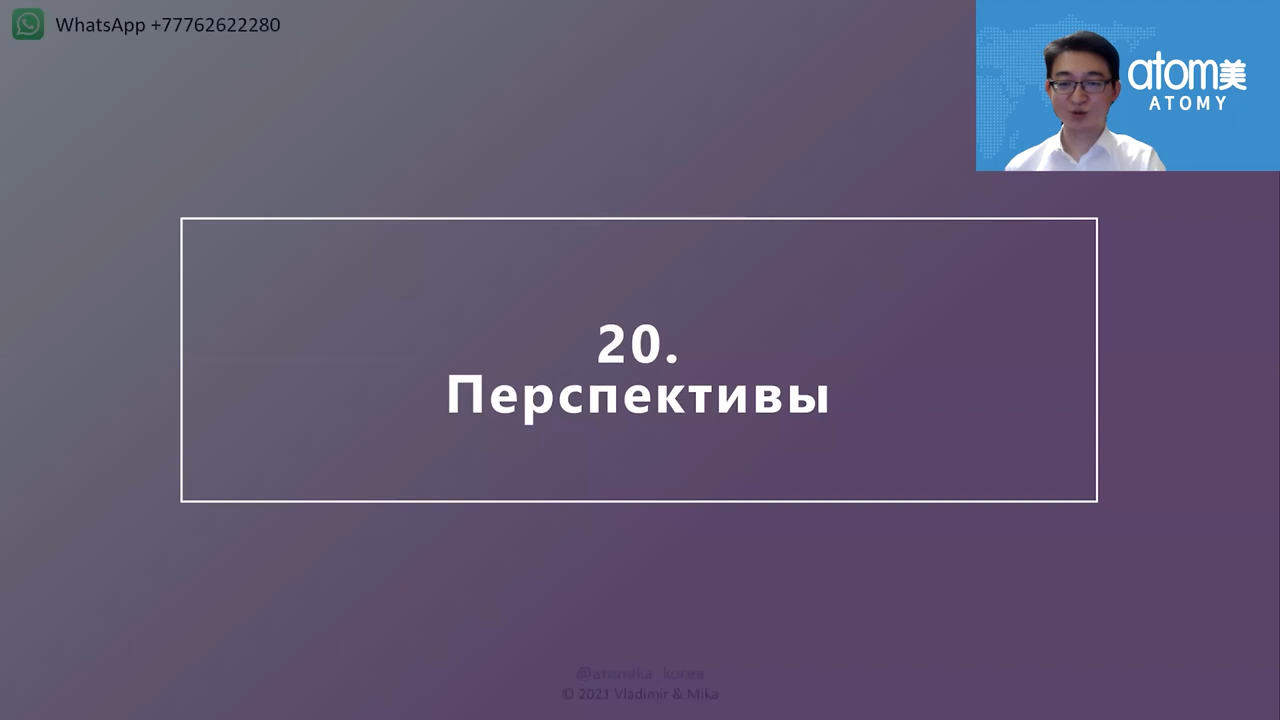 WhatsApp +77762622280
atom美
ATOMY
20.
Перспективы
@atomika_korea
© 2021 Vladimir & Mika